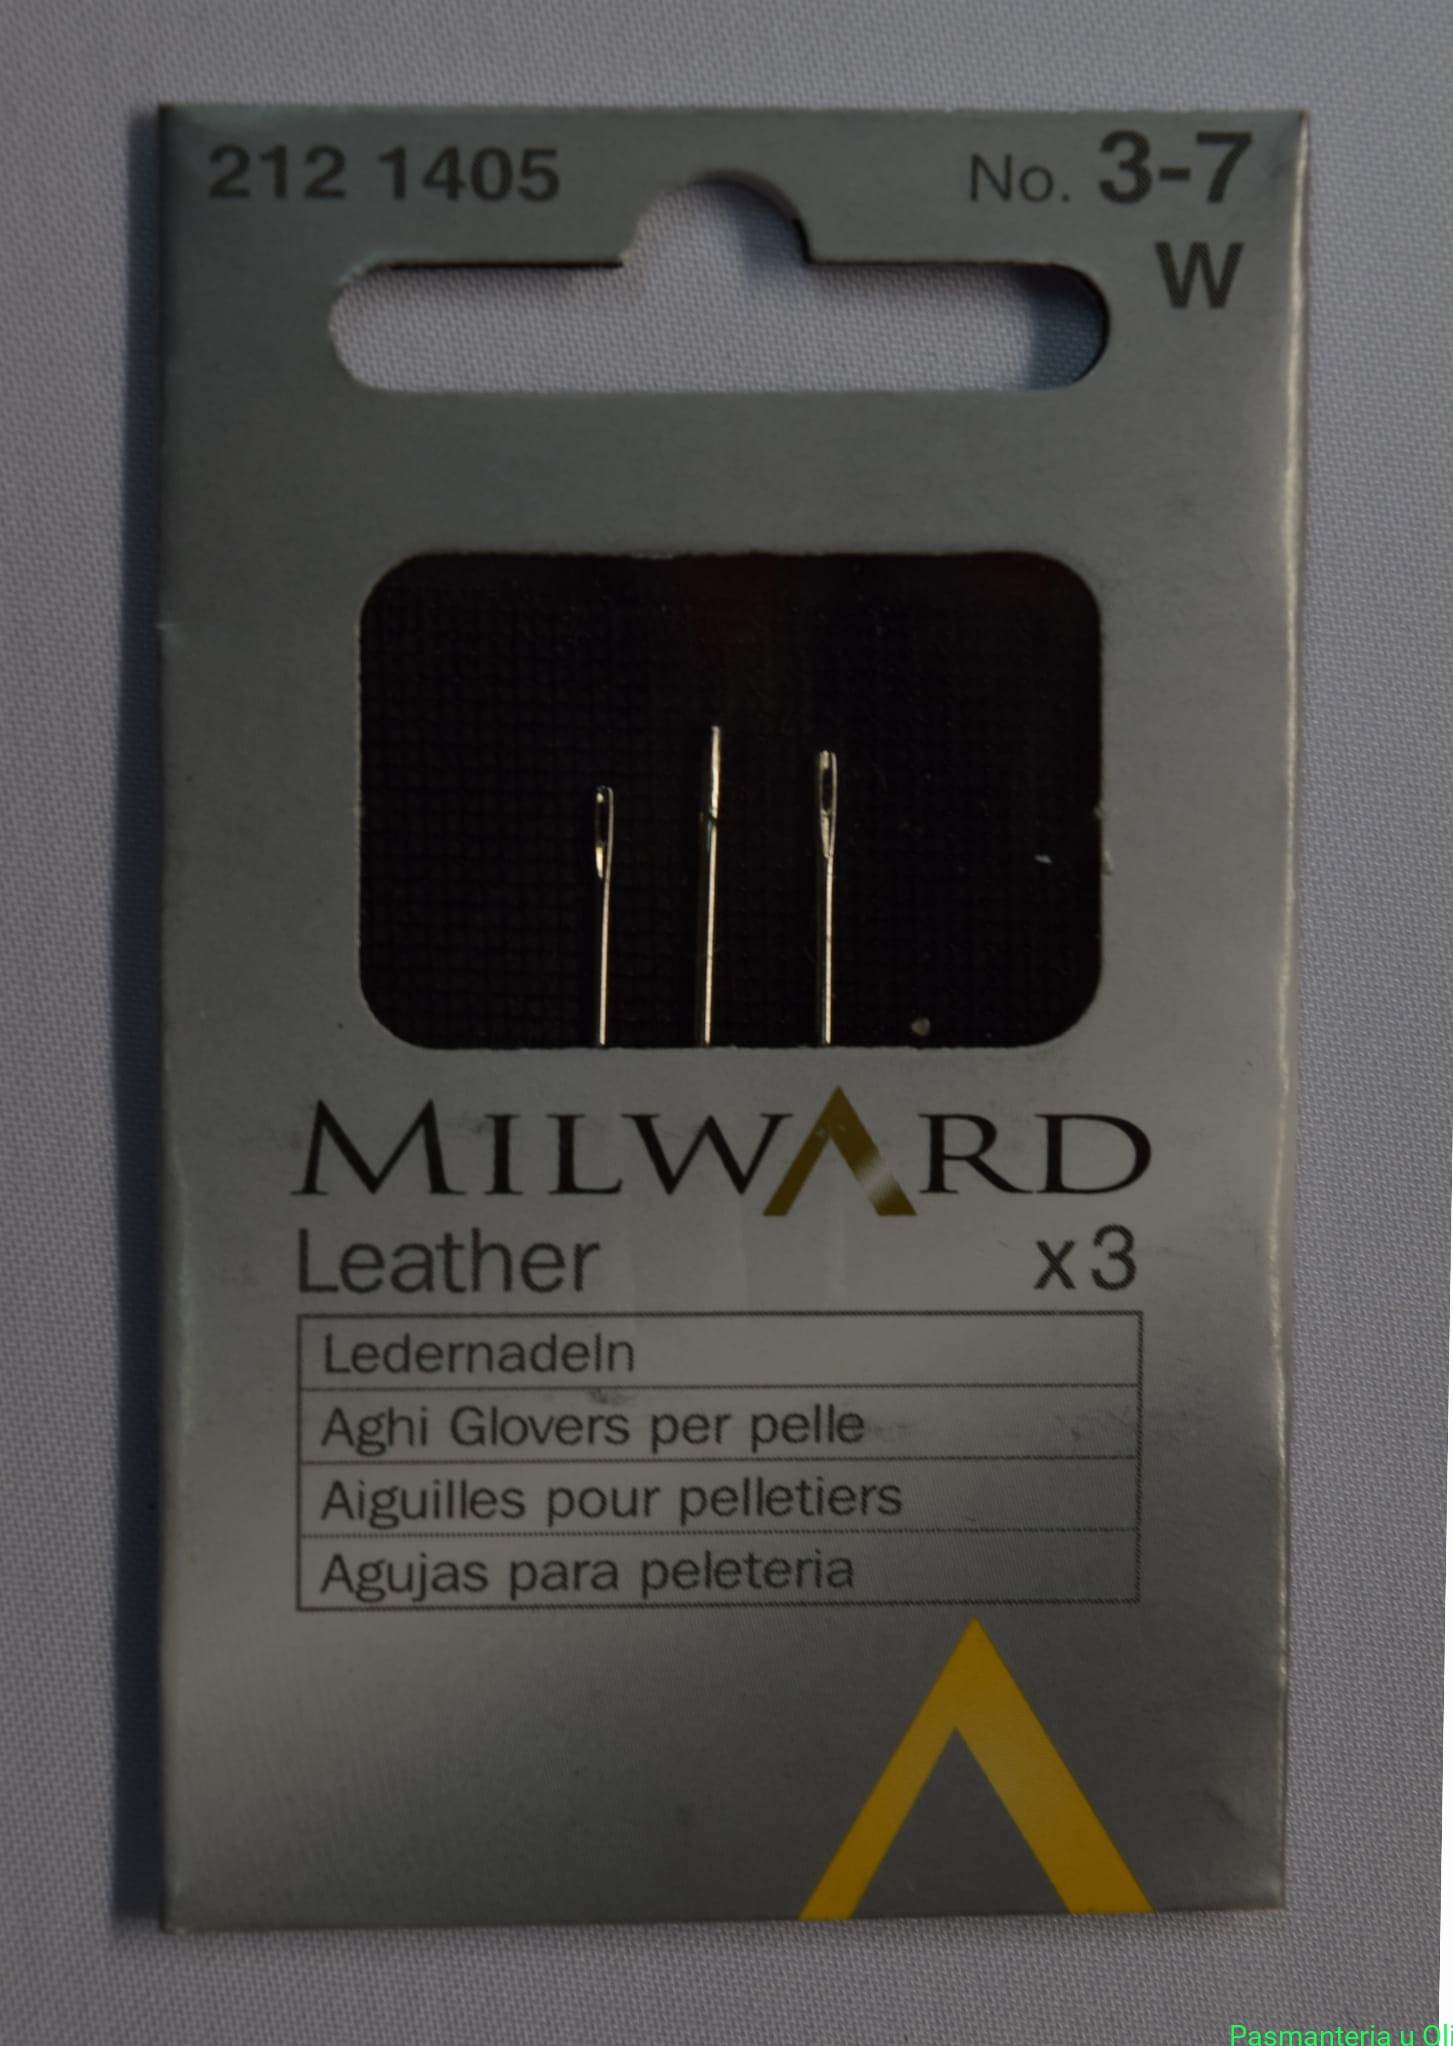 212 1405
No. 3-7
W
MILWARD
Leather x3
Ledernadeln
Aghi Glovers per pelle
Aiguilles pour pelletiers
Agujas para peleteria
Pasmanteria u Oli